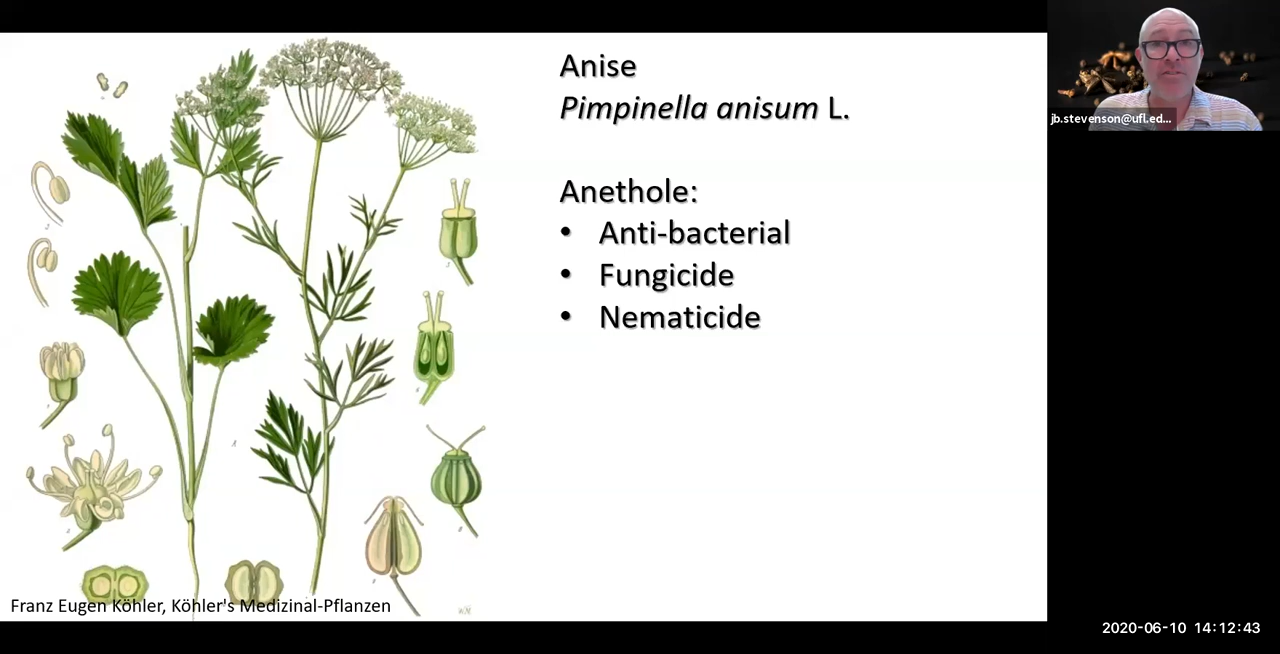 Anise
Pimpinella anisum L.
Anethole:
• Anti-bacterial
• Fungicide
• Nematicide
Franz Eugen Köhler, Köhler's Medizinal-Pflanzen
jb.stevenson@ufl.ed...
2020-06-10 14:12:43